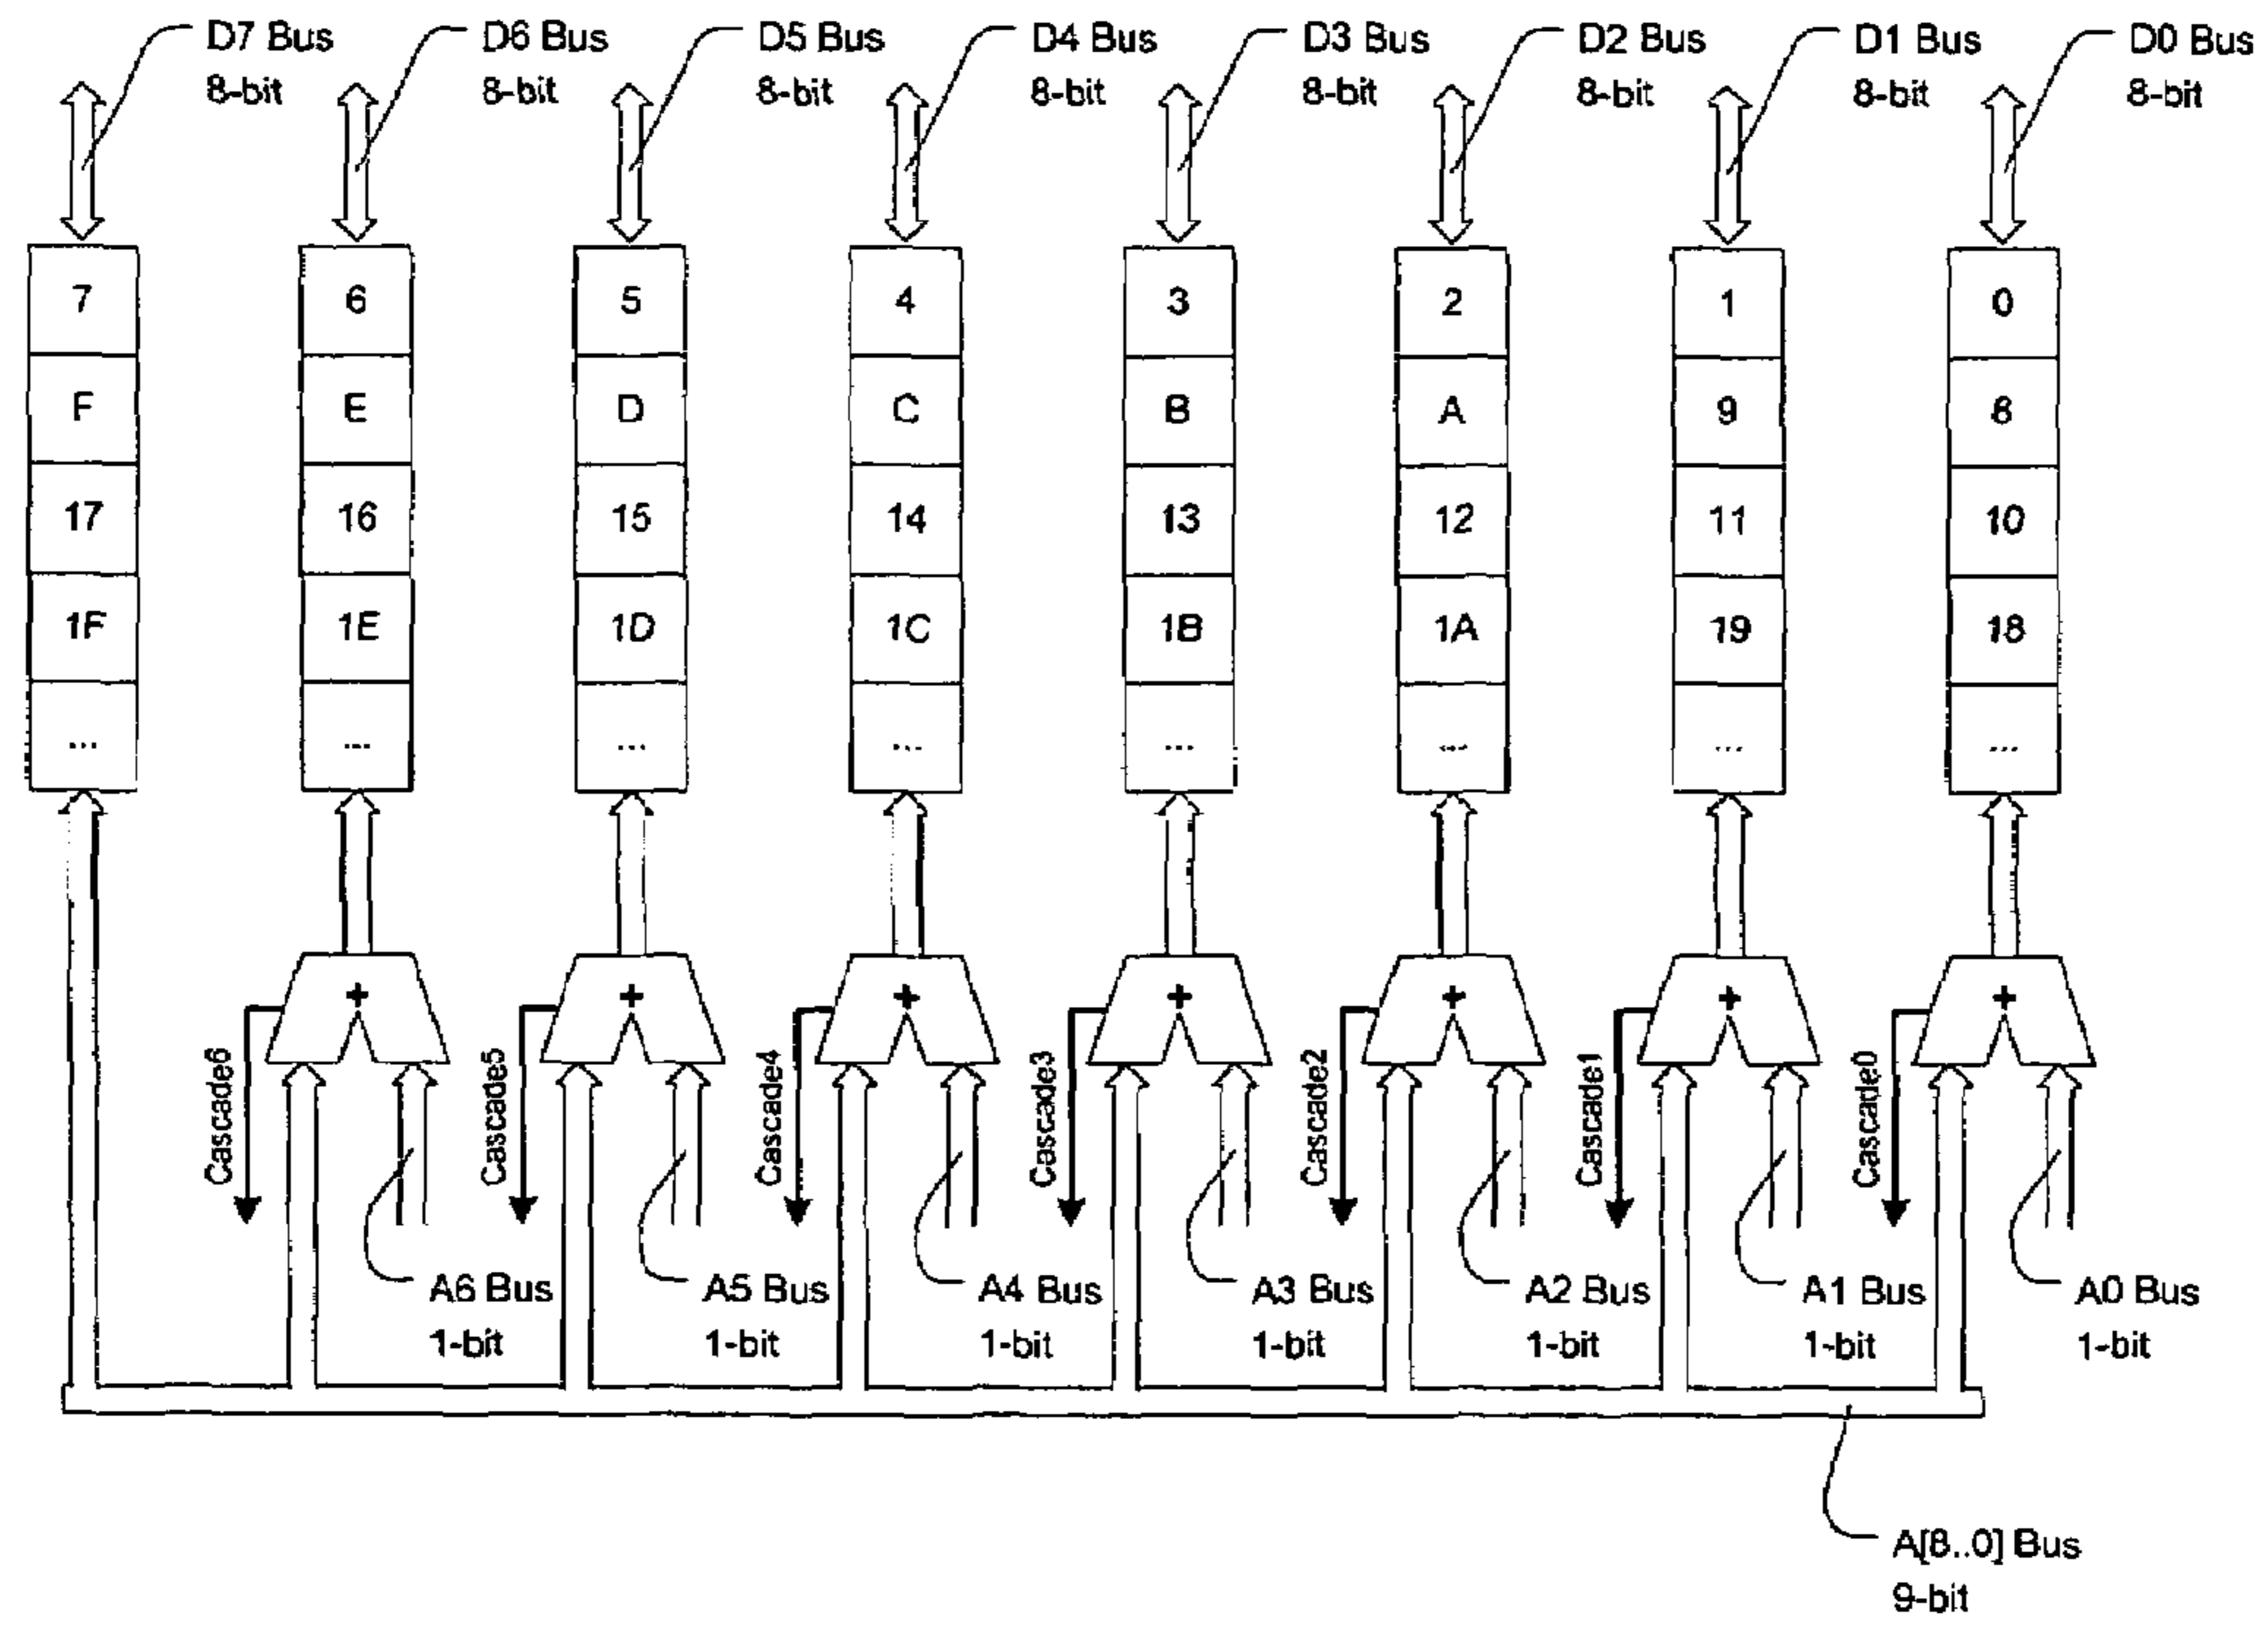 D7 Bus D6 Bus D5 Bus D4 Bus D3 Bus D2 Bus D1 Bus D0 Bus
8-bit 8-bit 8-bit 8-bit 8-bit 8-bit 8-bit 8-bit
7 6 5 4 3 2 1 0
F E D C B A 9 8
17 16 15 14 13 12 11 10
1F 1E 1D 1C 1B 1A 19 18
... ... ... ... ... ... ... ...
+ + + + + + +
Cascade6 Cascade5 Cascade4 Cascade3 Cascade2 Cascade1 Cascade0
A6 Bus A5 Bus A4 Bus A3 Bus A2 Bus A1 Bus A0 Bus
1-bit 1-bit 1-bit 1-bit 1-bit 1-bit 1-bit
A[8..0] Bus
9-bit